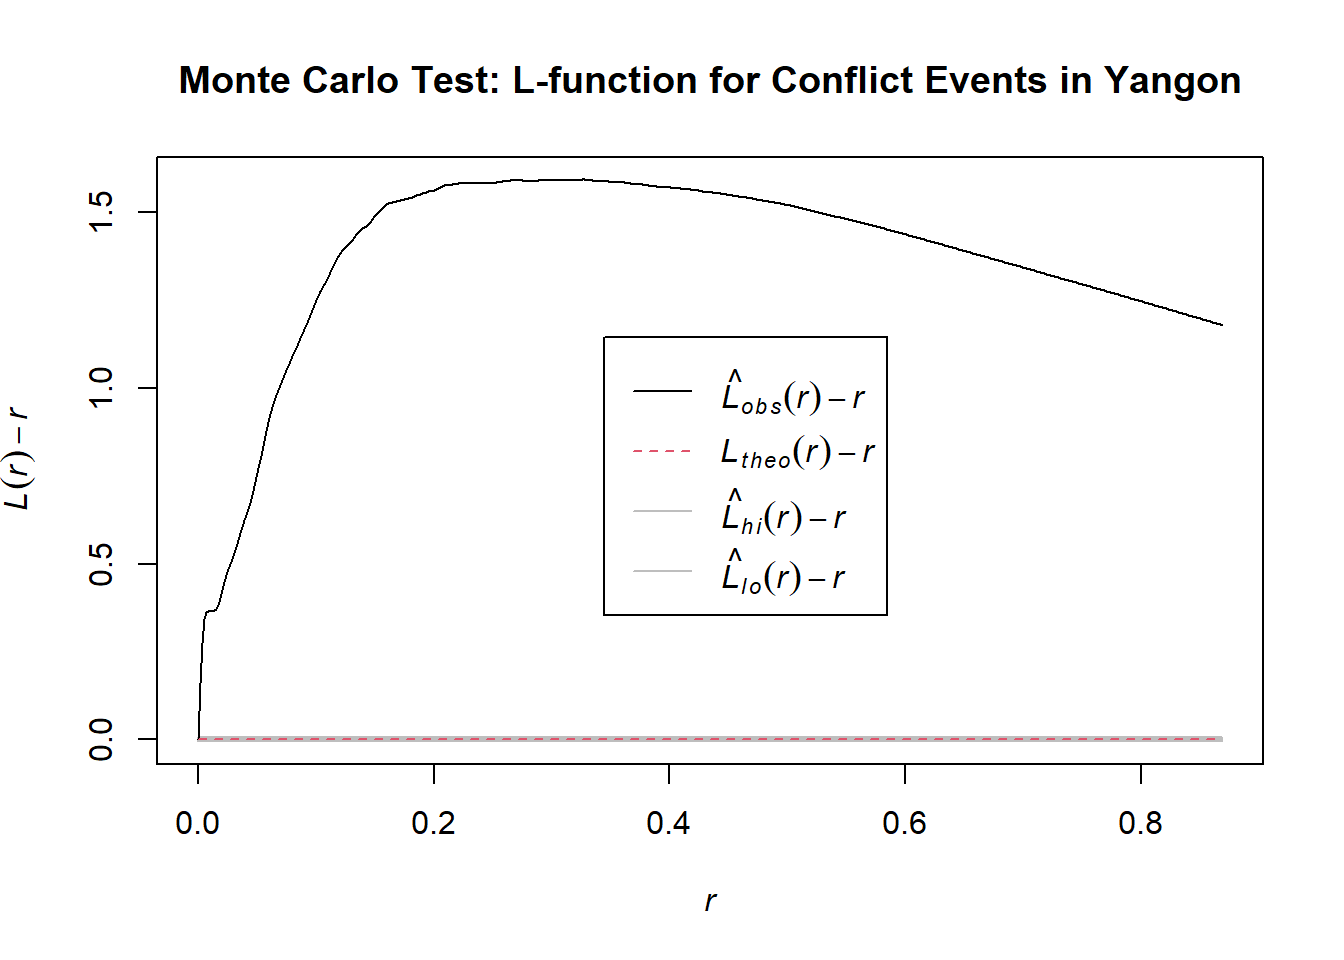 Monte Carlo Test: L-function for Conflict Events in Yangon
L(r) − r
1.5
1.0
0.5
0.0
L̂obs(r) − r
Ltheo(r) − r
L̂hi(r) − r
L̂lo(r) − r
0.0 0.2 0.4 0.6 0.8
r